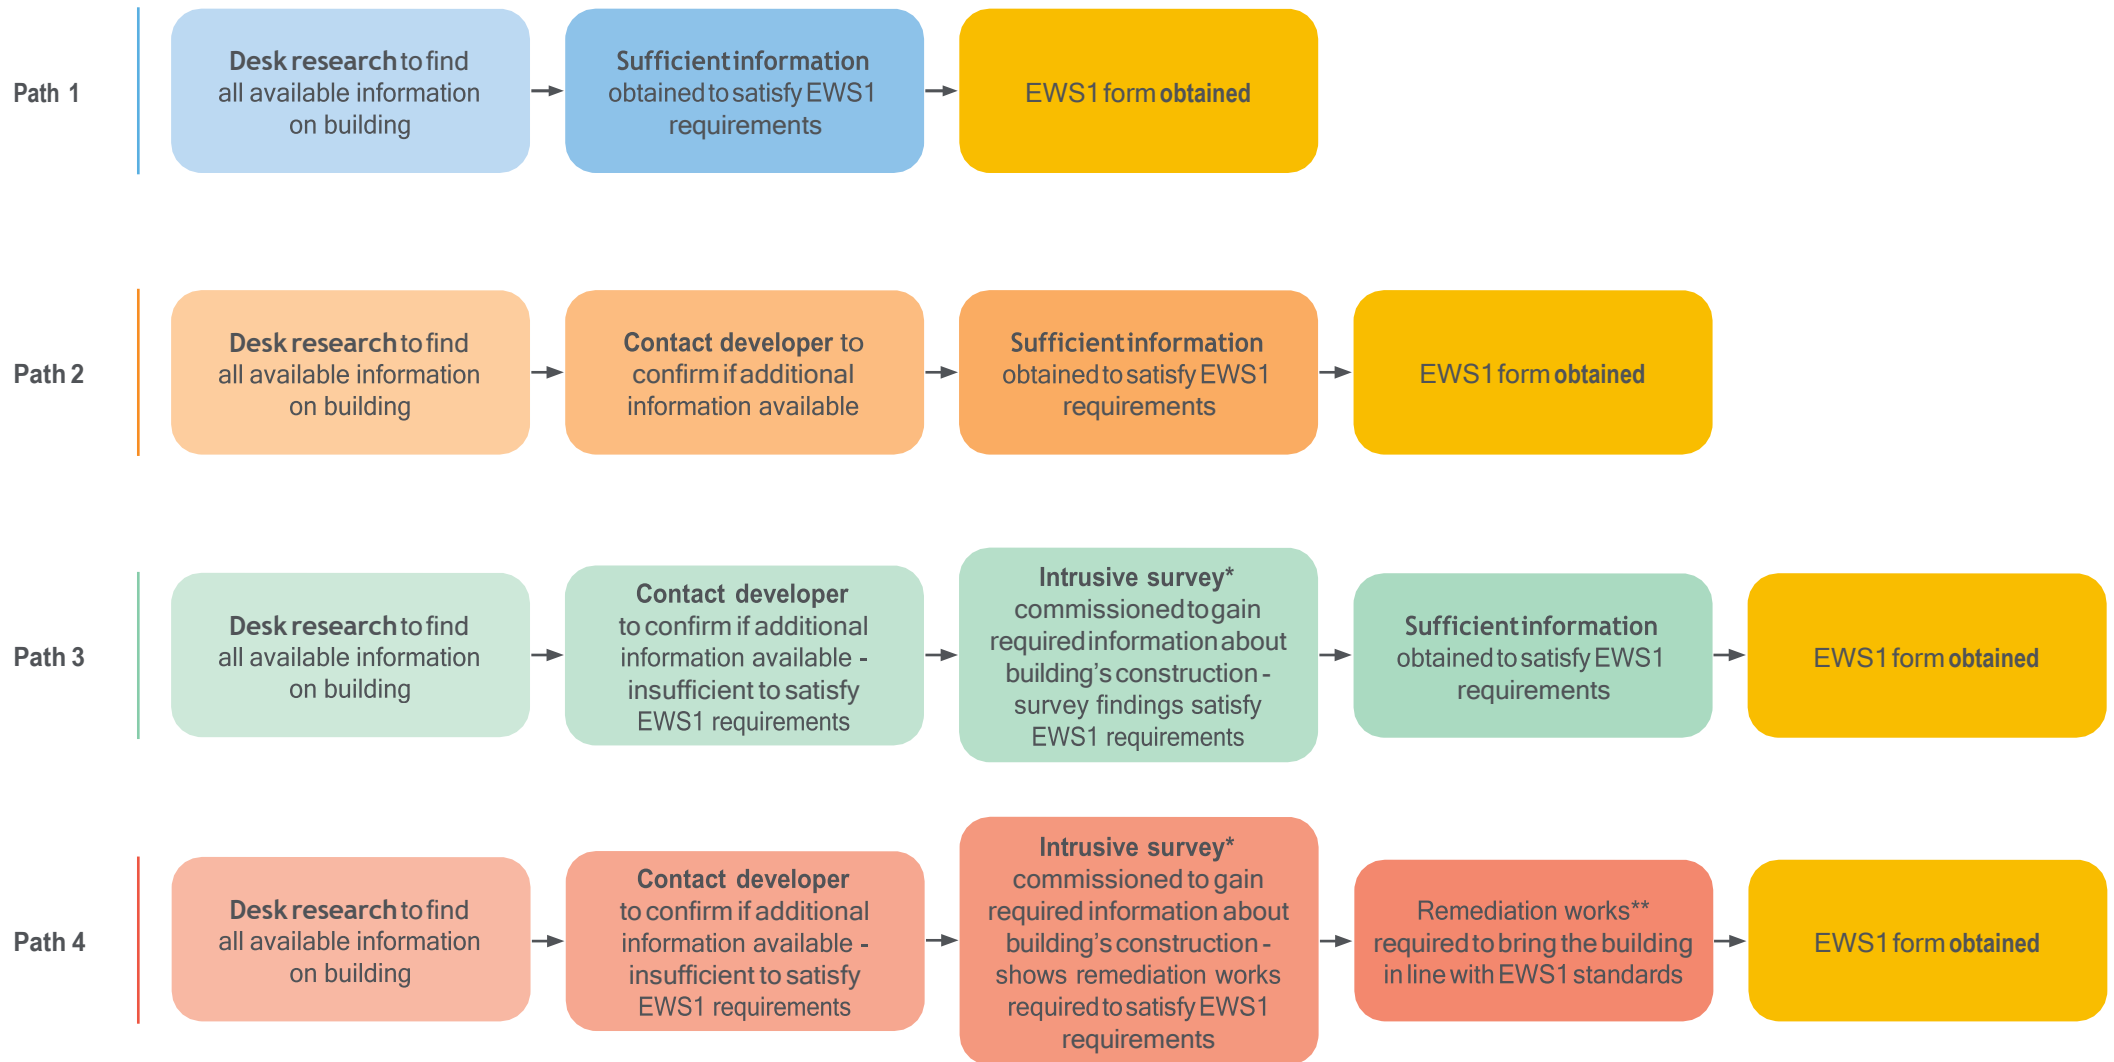 Path 1
Desk research to find
all available information
on building
Sufficient information
obtained to satisfy EWS1
requirements
EWS1 form obtained
Path 2
Desk research to find
all available information
on building
Contact developer to
confirm if additional
information available
Sufficient information
obtained to satisfy EWS1
requirements
EWS1 form obtained
Path 3
Desk research to find
all available information
on building
Contact developer
to confirm if additional
information available -
insufficient to satisfy
EWS1 requirements
Intrusive survey*
commissioned to gain
required information about
building’s construction -
survey findings satisfy
EWS1 requirements
Sufficient information
obtained to satisfy EWS1
requirements
EWS1 form obtained
Path 4
Desk research to find
all available information
on building
Contact developer
to confirm if additional
information available -
insufficient to satisfy
EWS1 requirements
Intrusive survey*
commissioned to gain
required information about
building’s construction -
shows remediation works
required to satisfy EWS1
requirements
Remediation works**
required to bring the building
in line with EWS1 standards
EWS1 form obtained